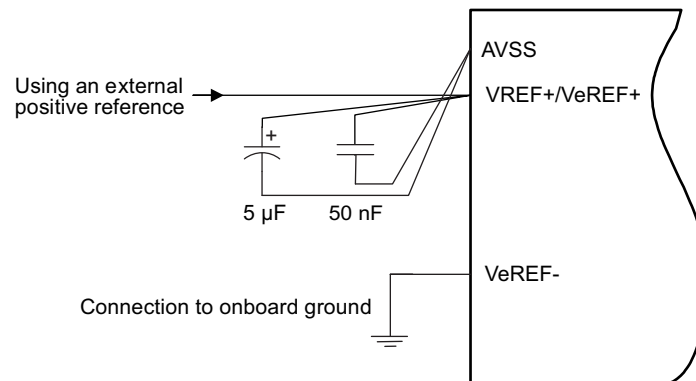 AVSS
Using an external
positive reference
VREF+/VeREF+
+
5 µF
50 nF
VeREF-
Connection to onboard ground